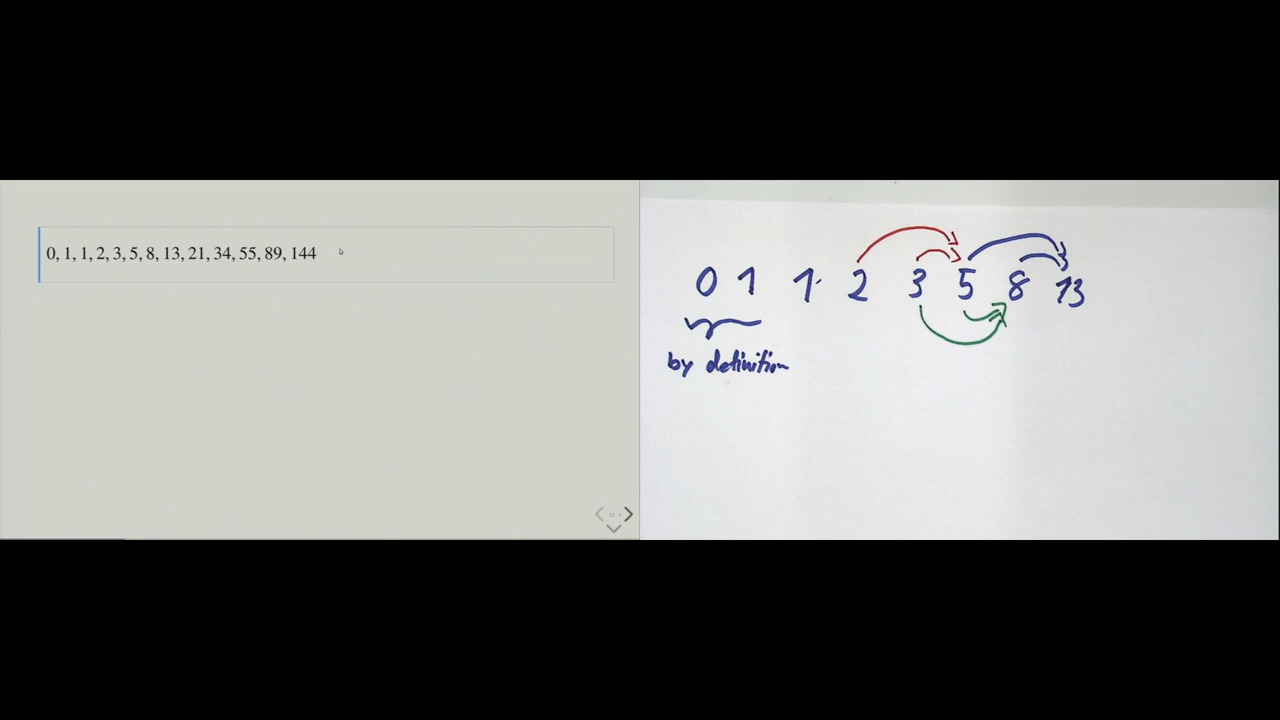 0, 1, 1, 2, 3, 5, 8, 13, 21, 34, 55, 89, 144
0 1 1 2 3 5 8 13
by definition